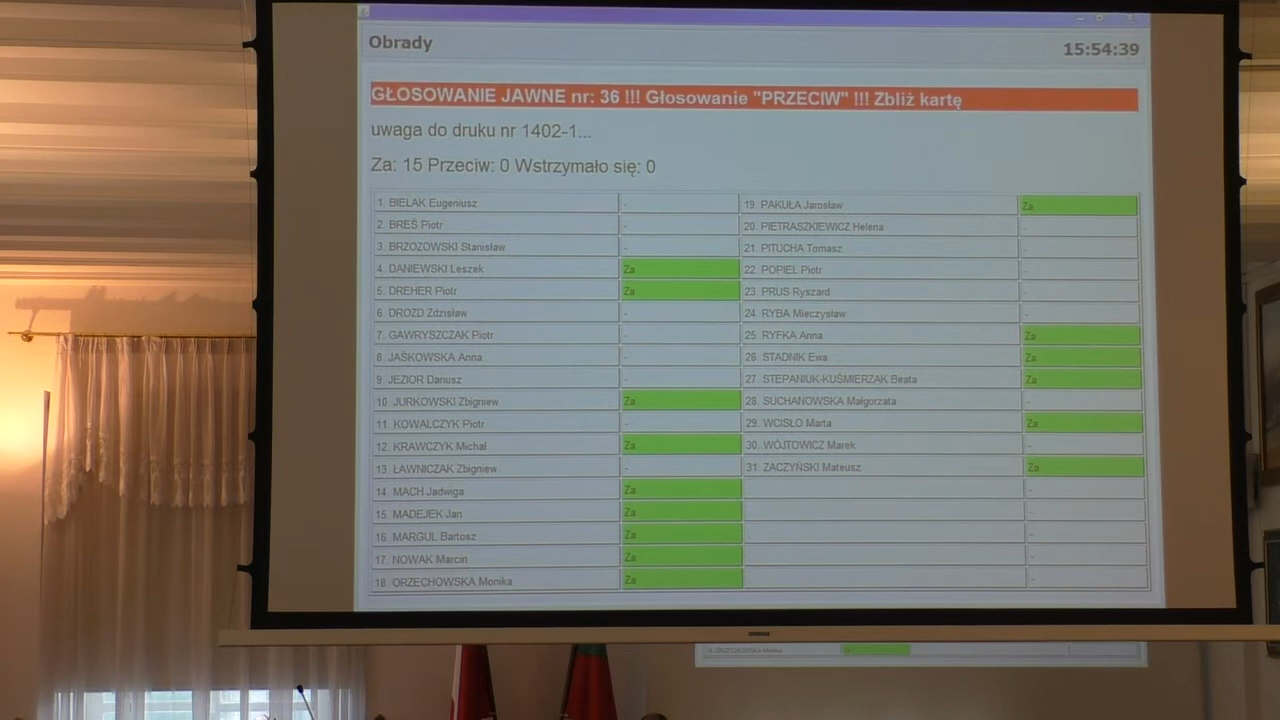 Obrady
15:54:39
GŁOSOWANIE JAWNE nr: 36 !!! Głosowanie "PRZECIW" !!! Zbliż kartę
uwaga do druku nr 1402-1...
Za: 15 Przeciw: 0 Wstrzymało się: 0
1. BIELAK Eugeniusz -
2. BREŚ Piotr -
3. BRZOZOWSKI Stanisław -
4. DANIEWSKI Leszek Za
5. DREHER Piotr Za
6. DROZD Zdzisław -
7. GAWRYSZCZAK Piotr -
8. JAŚKOWSKA Anna -
9. JEZIOR Dariusz -
10. JURKOWSKI Zbigniew Za
11. KOWALCZYK Piotr -
12. KRAWCZYK Michał Za
13. ŁAWNICZAK Zbigniew -
14. MACH Jadwiga Za
15. MADEJEK Jan Za
16. MARGUL Bartosz Za
17. NOWAK Marcin Za
18. ORZECHOWSKA Monika Za
19. PAKUŁA Jarosław Za
20. PIETRASZKIEWICZ Helena -
21. PITUCHA Tomasz -
22. POPIEL Piotr -
23. PRUS Ryszard -
24. RYBA Mieczysław -
25. RYFKA Anna Za
26. STADNIK Ewa Za
27. STEPANIUK-KUŚMIERZAK Beata Za
28. SUCHANOWSKA Małgorzata -
29. WCISŁO Marta Za
30. WÓJTOWICZ Marek -
31. ZACZYŃSKI Mateusz Za
-
-
-
-
-